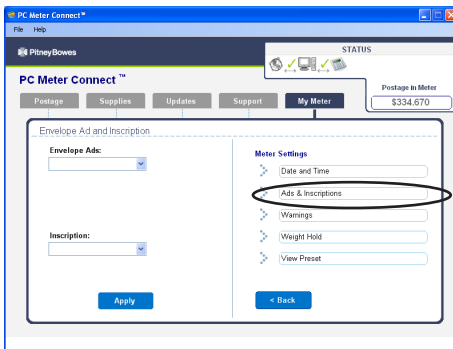 PC Meter Connect™
File Help
Pitney Bowes
STATUS
PC Meter Connect ™
Postage in Meter
$334.670
Postage Supplies Updates Support My Meter
Envelope Ad and Inscription
Envelope Ads:
Meter Settings
Date and Time
Ads & Inscriptions
Warnings
Inscription:
Weight Hold
View Preset
Apply
< Back